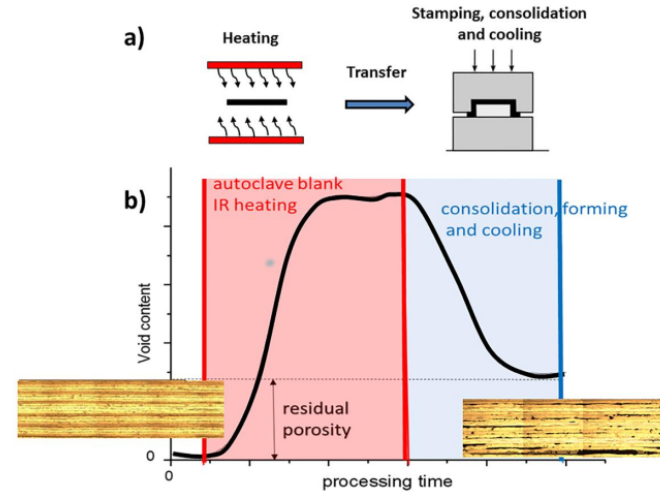 a)
Heating
Transfer
Stamping, consolidation
and cooling
b)
autoclave blank
IR heating
consolidation, forming
and cooling
Void content
residual
porosity
0
0
processing time